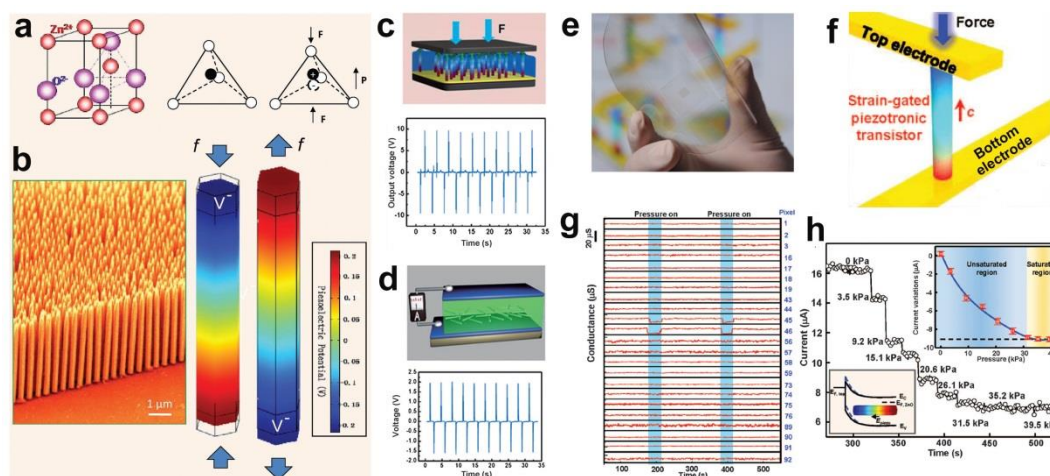 a
Zn2+
O2-
F
P
F
b
f
f
V-
V-
1 μm
Piezoelectric Potential (V)
0. 2
0. 15
0. 1
0. 05
0
0. 05
0. 1
0. 15
0. 2
c
F
F
Output voltage (V)
10
5
0
-5
-10
0 5 10 15 20 25 30 35
Time (s)
d
A
Voltage (V)
2.0
1.5
1.0
0.5
0.0
-0.5
-1.0
-1.5
-2.0
0 5 10 15 20 25 30 35
Time (s)
e
f
Force
Top electrode
Strain-gated
piezotronic
transistor
c
Bottom
electrode
g
Pressure on
Pressure on
Pixel
20 μS
Conductance (μS)
1
2
3
16
17
18
19
43
44
45
46
56
57
58
59
73
74
75
76
89
90
91
92
100 200 300 400 500
Time (s)
h
Current (μA)
18
16
14
12
10
8
6
0 kPa
3.5 kPa
9.2 kPa
15.1 kPa
20.6 kPa
26.1 kPa
31.5 kPa
35.2 kPa
39.5 k
300 350 400 450 500
Time (s)
Current variations (μA)
0
-2
-4
-6
-8
-10
Unsaturated
region
Satura
region
0 10 20 30 40
Pressure (kPa)
EC
EV